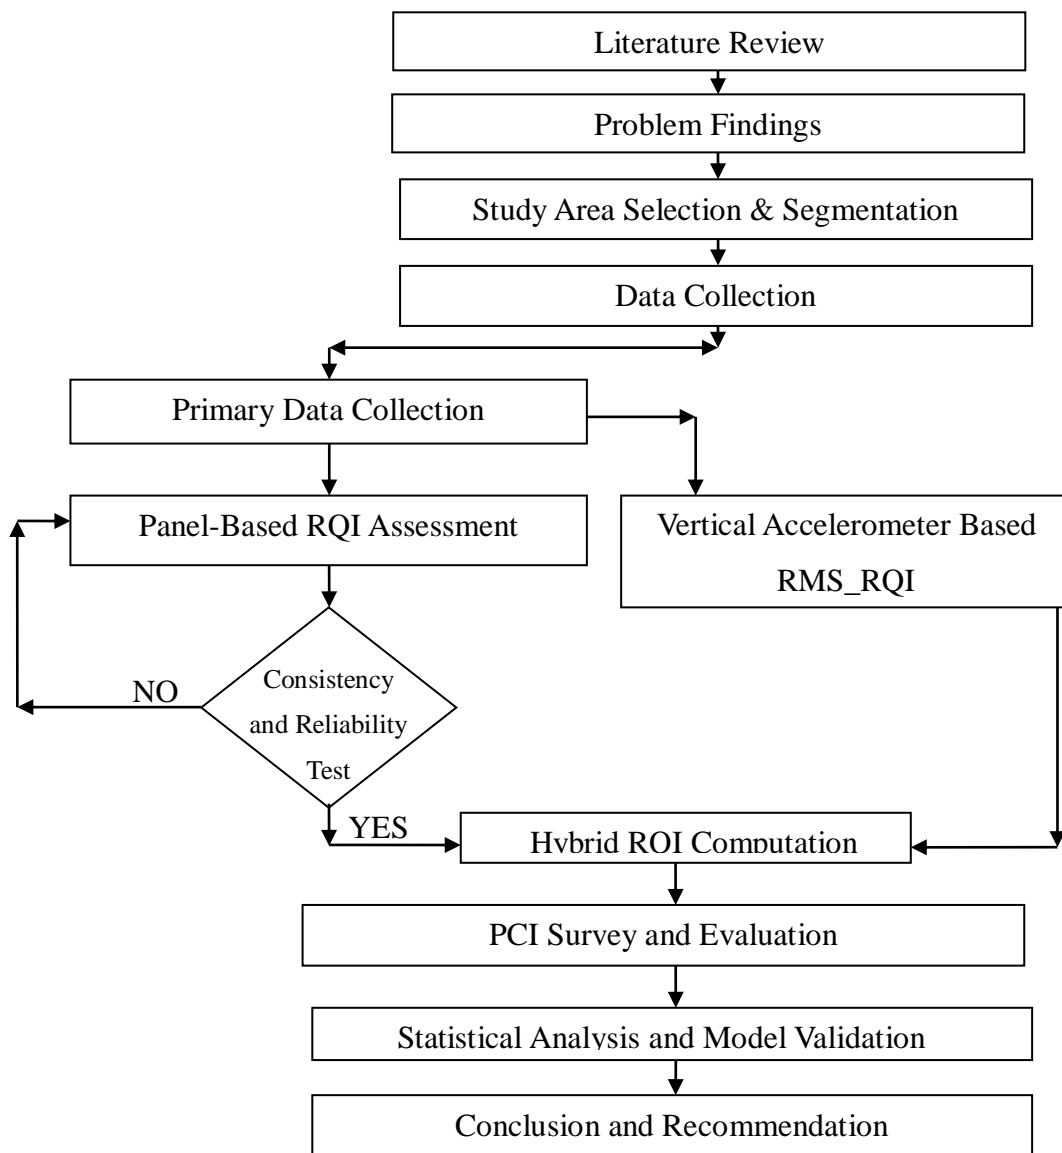 Literature Review
Problem Findings
Study Area Selection & Segmentation
Data Collection
Primary Data Collection
Panel-Based RQI Assessment
Vertical Accelerometer Based
RMS_RQI
Consistency
and Reliability
Test
NO
YES
Hybrid RQI Computation
PCI Survey and Evaluation
Statistical Analysis and Model Validation
Conclusion and Recommendation